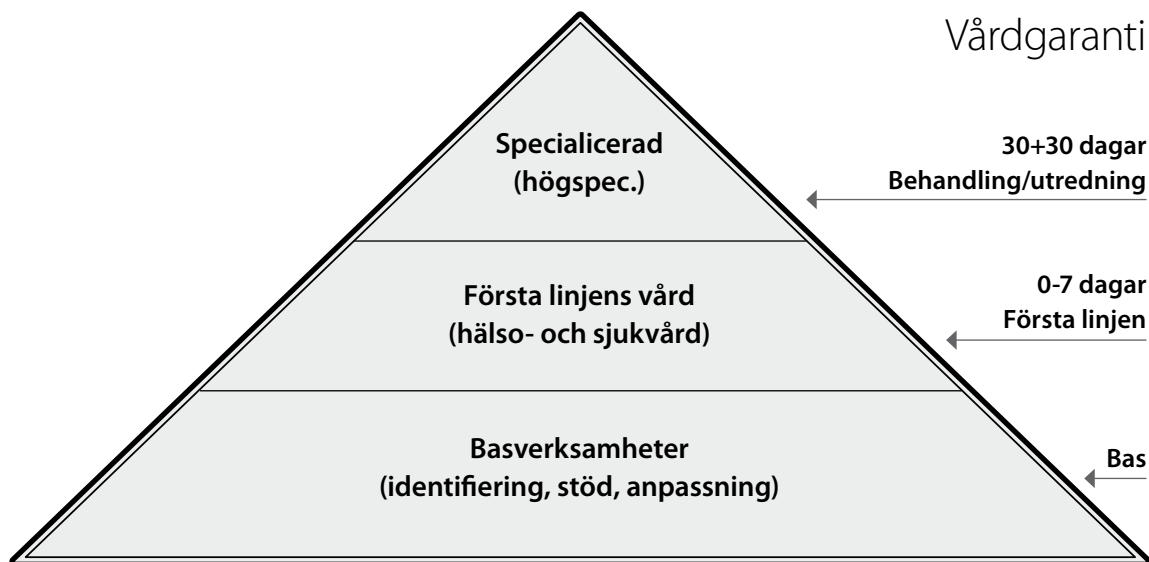 Vårdgaranti
Specialicerad
(högspec.)
30+30 dagar
Behandling/utredning
Första linjens vård
(hälso- och sjukvård)
0-7 dagar
Första linjen
Basverksamheter
(identifiering, stöd, anpassning)
Bas